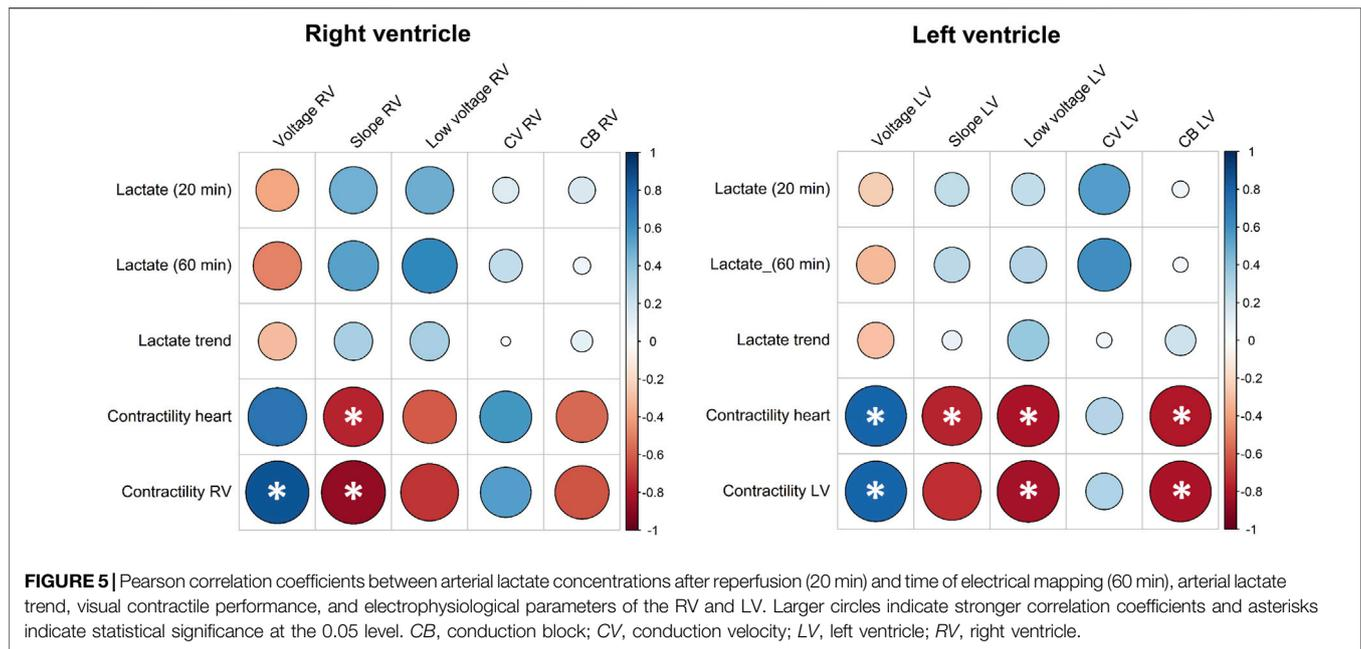 Right ventricle
Voltage RV
Slope RV
Low voltage RV
CV RV
CB RV
Lactate (20 min)
Lactate (60 min)
Lactate trend
Contractility heart
* 
Contractility RV
* *
1
0.8
0.6
0.4
0.2
0
-0.2
-0.4
-0.6
-0.8
-1
Left ventricle
Voltage LV
Slope LV
Low voltage LV
CV LV
CB LV
Lactate (20 min)
Lactate_(60 min)
Lactate trend
Contractility heart
* * * *
Contractility LV
* * *
1
0.8
0.6
0.4
0.2
0
-0.2
-0.4
-0.6
-0.8
-1
FIGURE 5 | Pearson correlation coefficients between arterial lactate concentrations after reperfusion (20 min) and time of electrical mapping (60 min), arterial lactate
trend, visual contractile performance, and electrophysiological parameters of the RV and LV. Larger circles indicate stronger correlation coefficients and asterisks
indicate statistical significance at the 0.05 level. CB, conduction block; CV, conduction velocity; LV, left ventricle; RV, right ventricle.